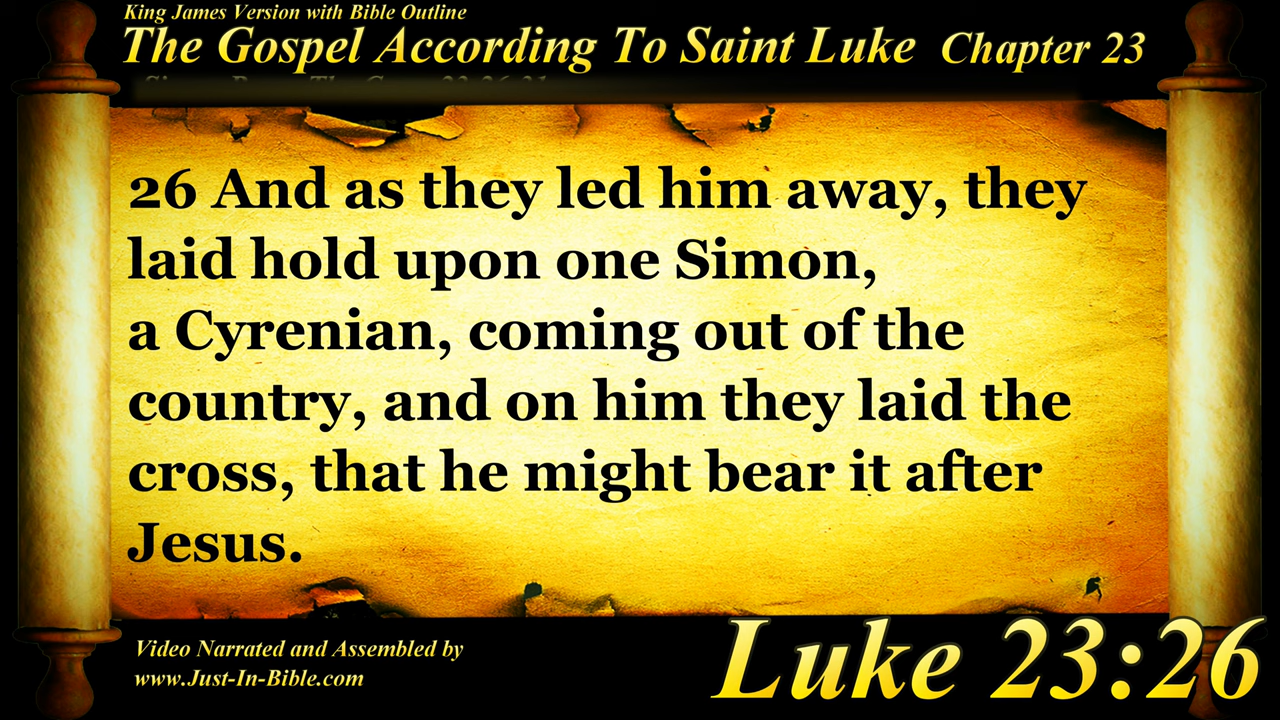 King James Version with Bible Outline
The Gospel According To Saint Luke Chapter 23
26 And as they led him away, they
laid hold upon one Simon,
a Cyrenian, coming out of the
country, and on him they laid the
cross, that he might bear it after
Jesus.
Video Narrated and Assembled by
www.Just-In-Bible.com
Luke 23:26